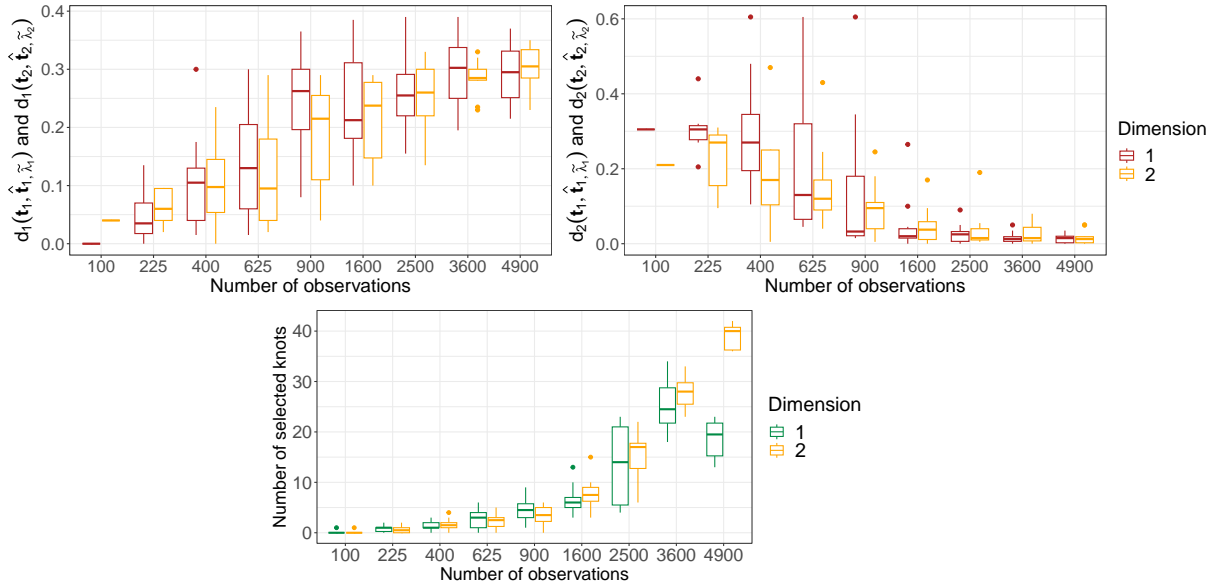 d₁(t₁, t̂₁,λ̃₁) and d₁(t₂, t̂₂,λ̃₂)
0.4
0.3
0.2
0.1
0.0
100 225 400 625 900 1600 2500 3600 4900
Number of observations
d₂(t₁, t̂₁,λ̃₁) and d₂(t₂, t̂₂,λ̃₂)
0.6
0.4
0.2
0.0
100 225 400 625 900 1600 2500 3600 4900
Number of observations
Dimension
1
2
Number of selected knots
40
30
20
10
0
100 225 400 625 900 1600 2500 3600 4900
Number of observations
Dimension
1
2